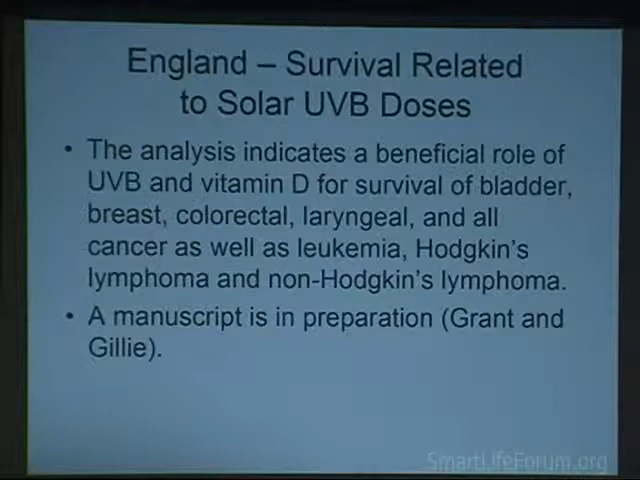 England – Survival Related
to Solar UVB Doses
• The analysis indicates a beneficial role of
UVB and vitamin D for survival of bladder,
breast, colorectal, laryngeal, and all
cancer as well as leukemia, Hodgkin's
lymphoma and non-Hodgkin's lymphoma.
• A manuscript is in preparation (Grant and
Gillie).
SmartLifeForum.org